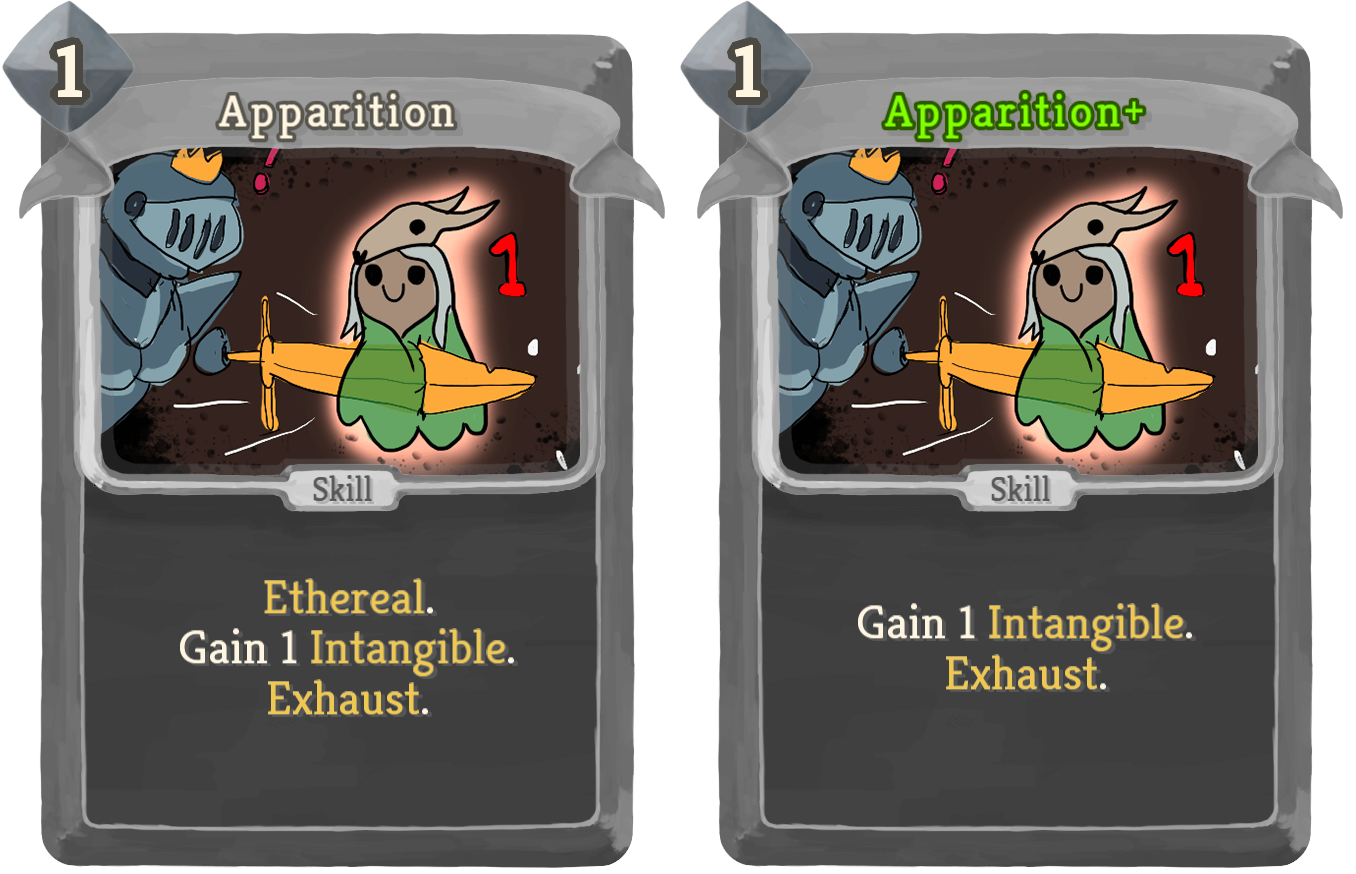 1
Apparition
!
1
Skill
Ethereal.
Gain 1 Intangible.
Exhaust.
1
Apparition+
!
1
Skill
Gain 1 Intangible.
Exhaust.